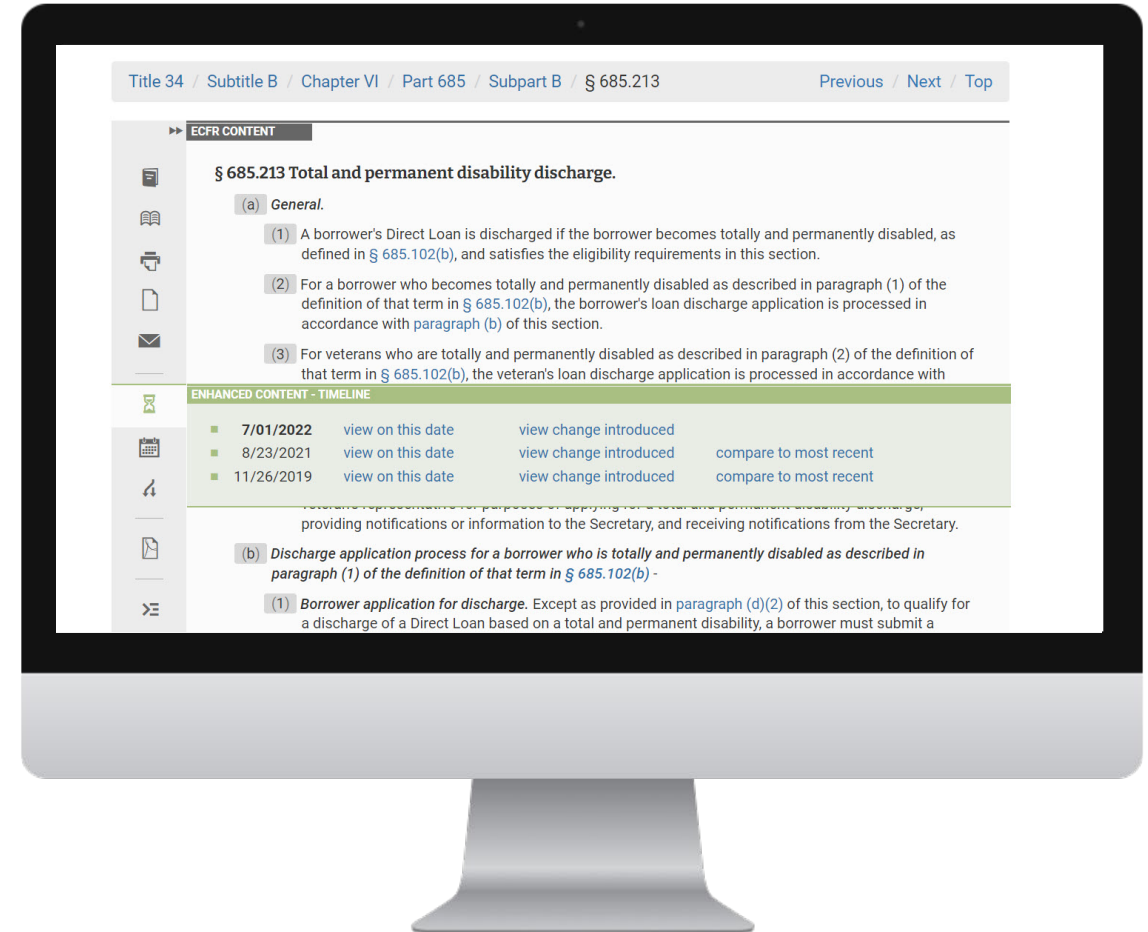 Title 34 / Subtitle B / Chapter VI / Part 685 / Subpart B / § 685.213 Previous / Next / Top
ECFR CONTENT
§ 685.213 Total and permanent disability discharge.
(a) General.
(1) A borrower's Direct Loan is discharged if the borrower becomes totally and permanently disabled, as
defined in § 685.102(b), and satisfies the eligibility requirements in this section.
(2) For a borrower who becomes totally and permanently disabled as described in paragraph (1) of the
definition of that term in § 685.102(b), the borrower's loan discharge application is processed in
accordance with paragraph (b) of this section.
(3) For veterans who are totally and permanently disabled as described in paragraph (2) of the definition of
that term in § 685.102(b), the veteran's loan discharge application is processed in accordance with
ENHANCED CONTENT - TIMELINE
7/01/2022 view on this date view change introduced
8/23/2021 view on this date view change introduced compare to most recent
11/26/2019 view on this date view change introduced compare to most recent
veteran's representative for purposes of applying for a total and permanent disability discharge,
providing notifications or information to the Secretary, and receiving notifications from the Secretary.
(b) Discharge application process for a borrower who is totally and permanently disabled as described in
paragraph (1) of the definition of that term in § 685.102(b) -
(1) Borrower application for discharge. Except as provided in paragraph (d)(2) of this section, to qualify for
a discharge of a Direct Loan based on a total and permanent disability, a borrower must submit a